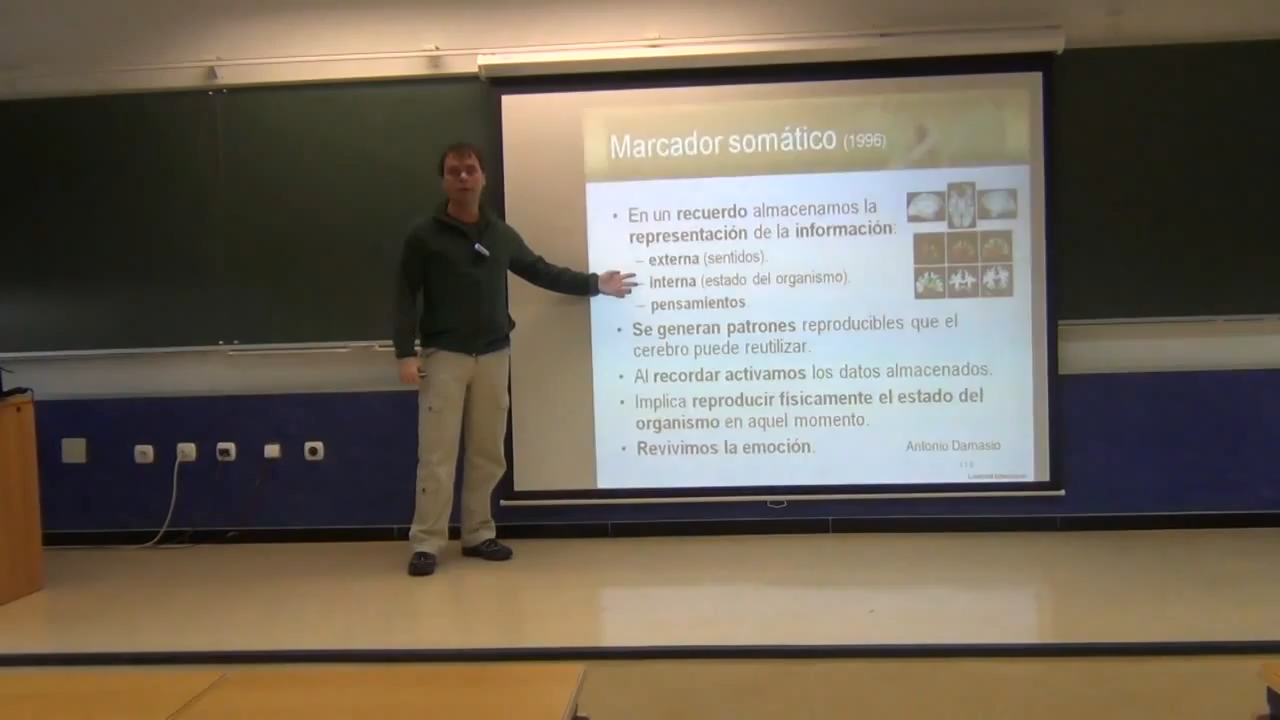 Marcador somático (1996)
• En un recuerdo almacenamos la
representación de la información:
– externa (sentidos).
– Interna (estado del organismo).
– pensamientos.
• Se generan patrones reproducibles que el
cerebro puede reutilizar.
• Al recordar activamos los datos almacenados.
• Implica reproducir físicamente el estado del
organismo en aquel momento.
• Revivimos la emoción.
Antonio Damasio